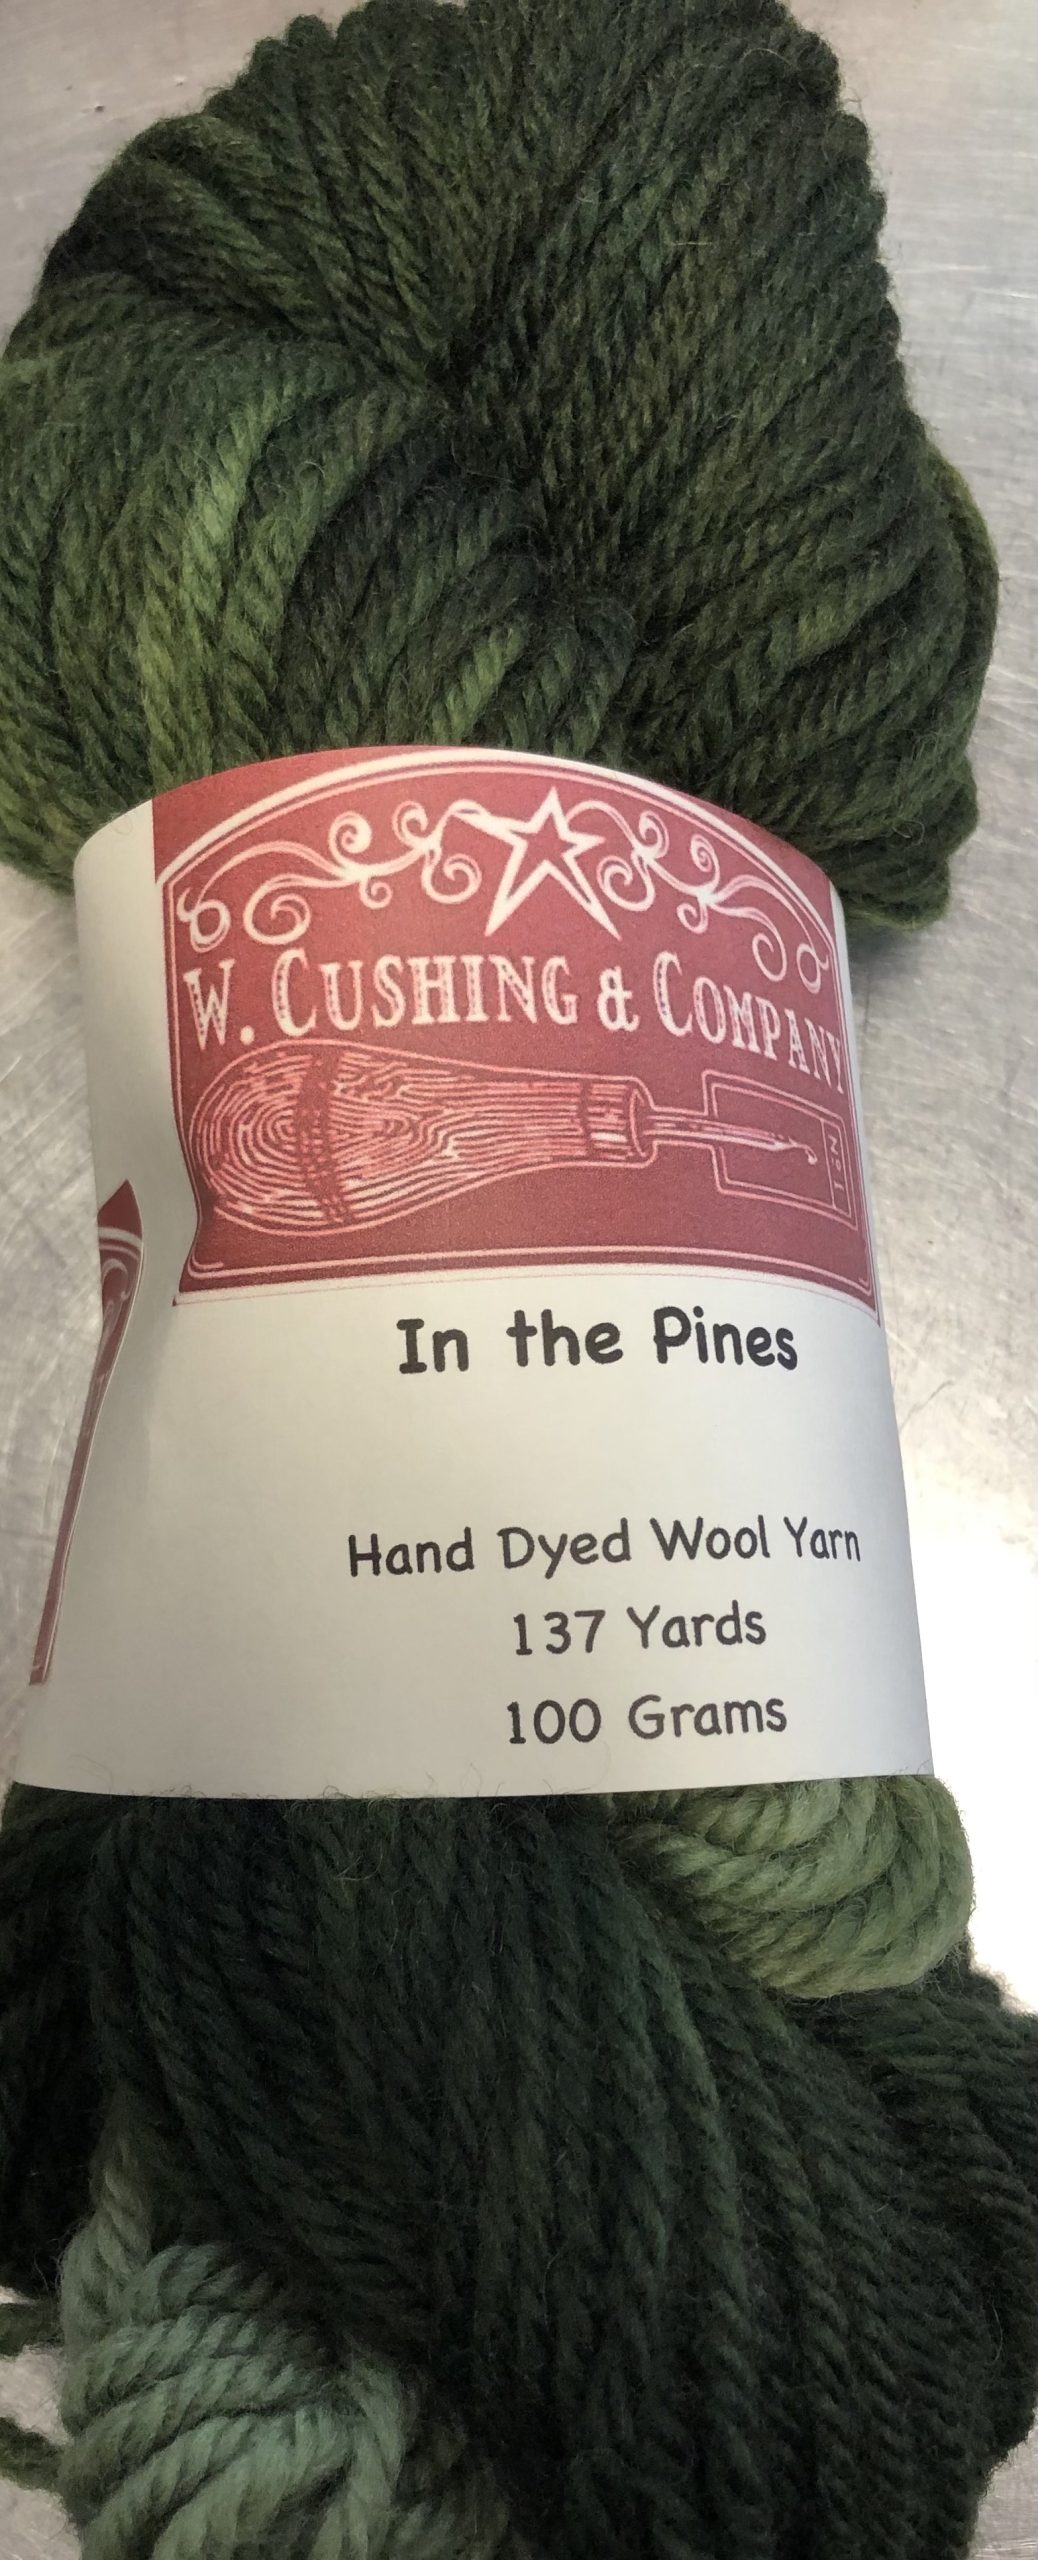 W. CUSHING & COMPANY
In the Pines
Hand Dyed Wool Yarn
137 Yards
100 Grams